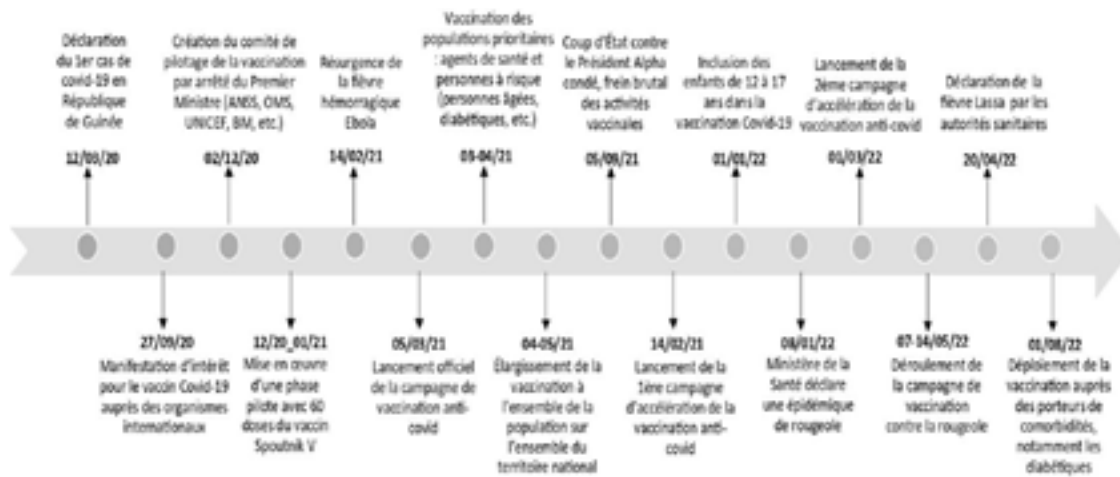 Déclaration
du 1er cas de
covid-19 en
République
de Guinée
12/03/20
Création du comité de
pilotage de la vaccination
par arrêté du Premier
Ministre (ANSS, OMS,
UNICEF, BM, etc.)
02/12/20
Résurgence de
la fièvre
hémorragique
Ebola
14/02/21
Vaccination des
populations prioritaires
: agents de santé et
personnes à risque
(personnes âgées,
diabétiques, etc.)
03-04/21
Coup d'État contre
le Président Alpha
condé, frein brutal
des activités
vaccinales
05/09/21
Inclusion des
enfants de 12 à 17
ans dans la
vaccination Covid-19
01/01/22
Lancement de la
2ème campagne
d'accélération de la
vaccination anti-covid
01/03/22
Déclaration de la
fièvre Lassa par les
autorités sanitaires
20/04/22
27/09/20
Manifestation d'intérêt
pour le vaccin Covid-19
auprès des organismes
internationaux
12/20_01/21
Mise en œuvre
d'une phase
pilote avec 60
doses du vaccin
Spoutnik V
05/03/21
Lancement officiel
de la campagne de
vaccination anti-
covid
04-05/21
Élargissement de la
vaccination à
l'ensemble de la
population sur
l'ensemble du
territoire national
14/02/21
Lancement de la
1ère campagne
d'accélération de la
vaccination anti-
covid
08/01/22
Ministère de la
Santé déclare
une épidémique
de rougeole
07-14/05/22
Déroulement de
la campagne de
vaccination
contre la rougeole
01/08/22
Déploiement de la
vaccination auprès
des porteurs de
comorbidités,
notamment les
diabétiques